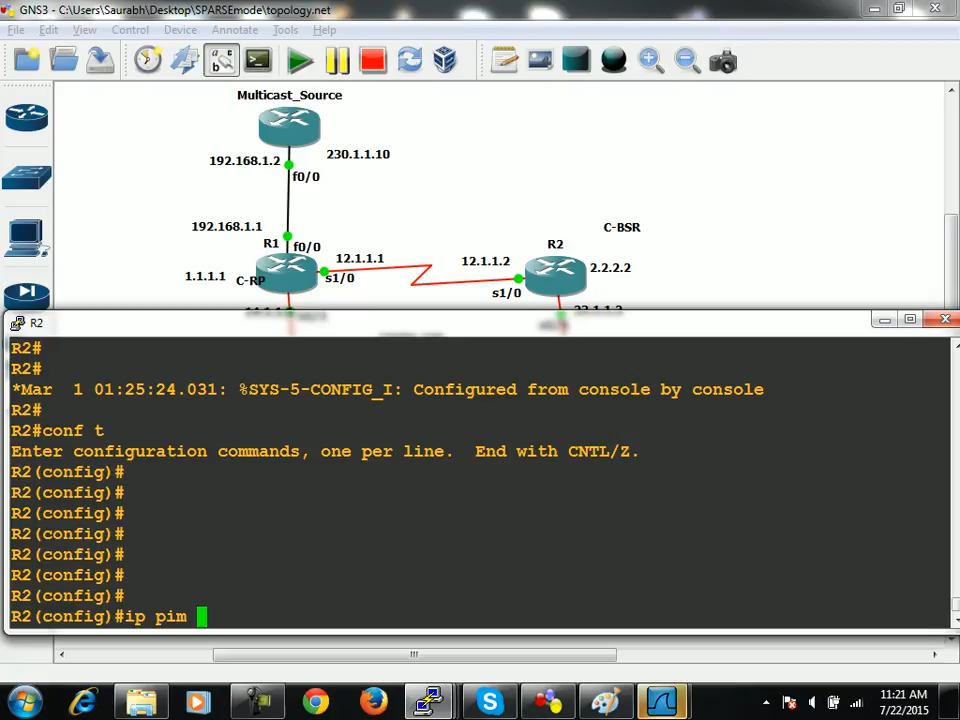 GNS3 - C:\Users\Saurabh\Desktop\SPARSEmode\topology.net
File Edit View Control Device Annotate Tools Help
Multicast_Source
192.168.1.2
230.1.1.10
f0/0
192.168.1.1
R1
f0/0
C-BSR
R2
12.1.1.1
12.1.1.2
1.1.1.1
C-RP
s1/0
2.2.2.2
s1/0
R2
R2#
R2#
*Mar  1 01:25:24.031: %SYS-5-CONFIG_I: Configured from console by console
R2#
R2#conf t
Enter configuration commands, one per line.  End with CNTL/Z.
R2(config)#
R2(config)#
R2(config)#
R2(config)#
R2(config)#
R2(config)#
R2(config)#
R2(config)#ip pim
11:21 AM
7/22/2015